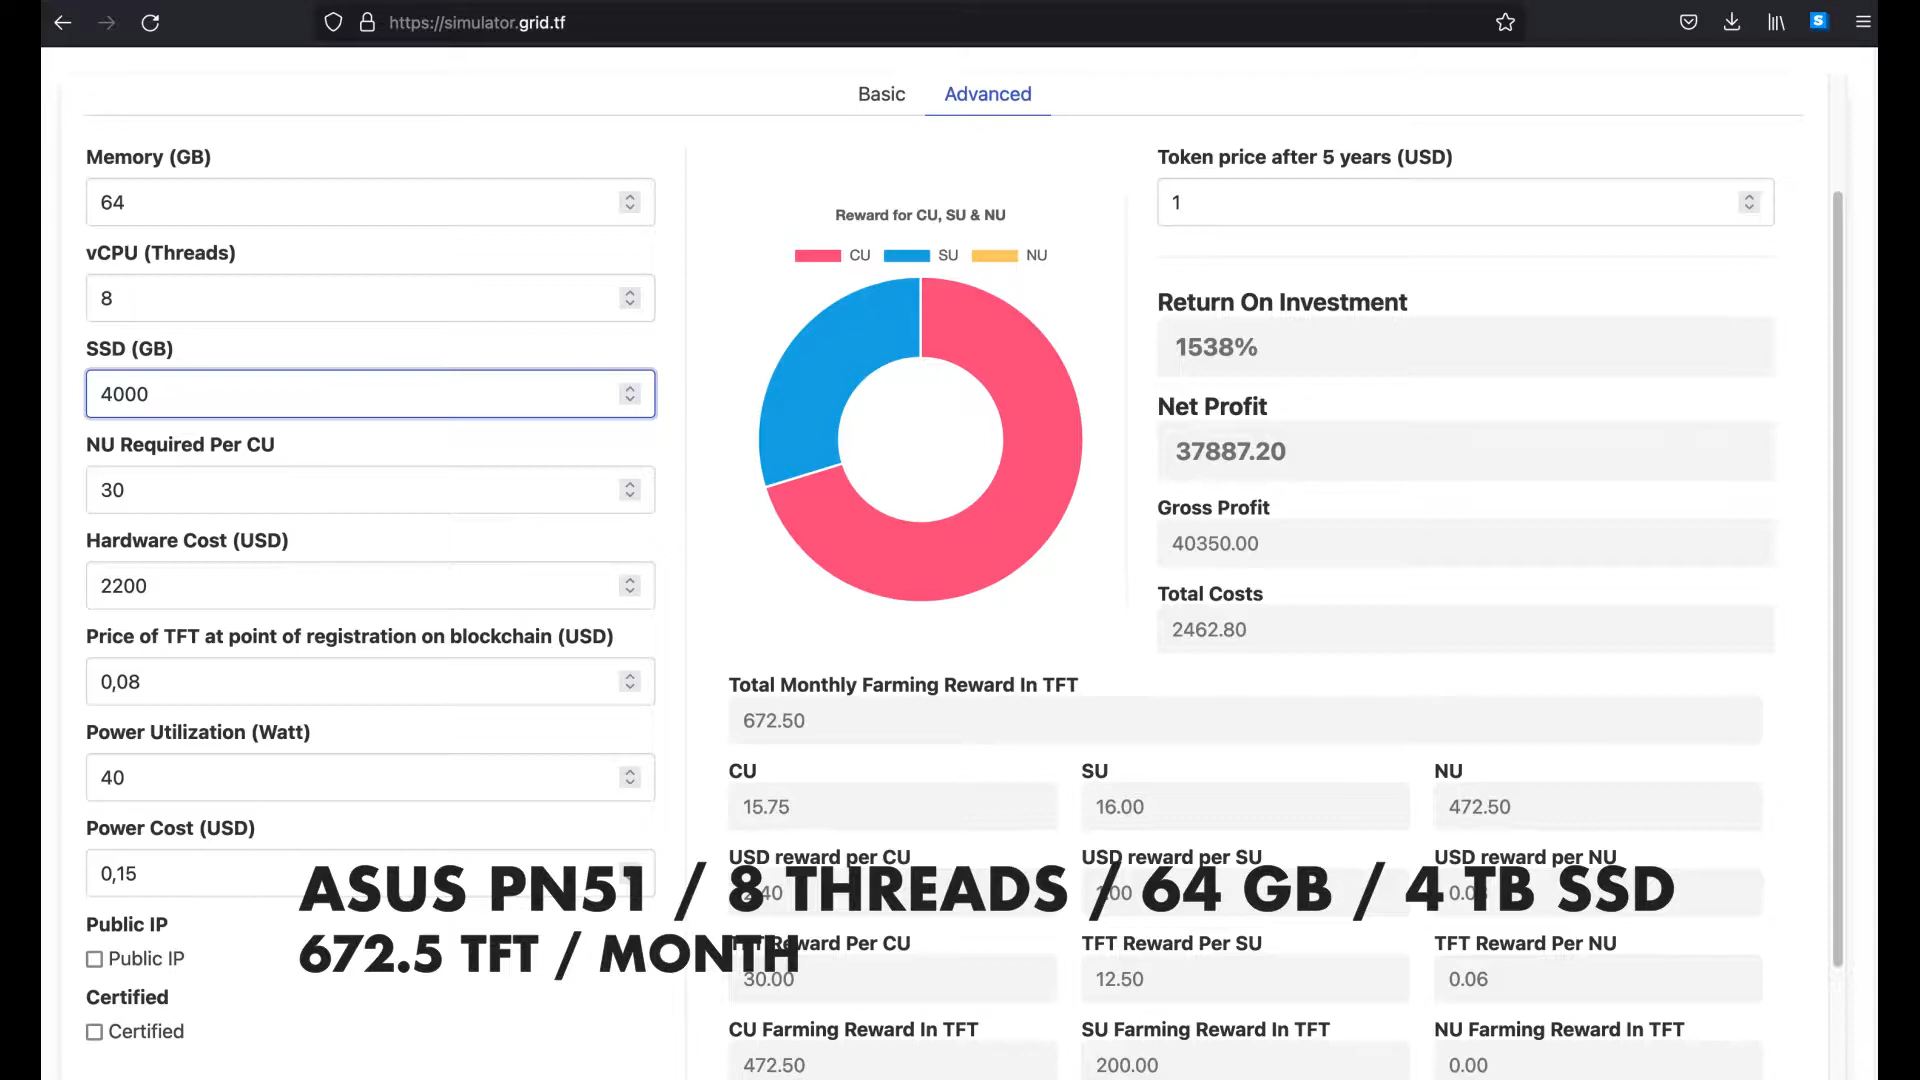 https://simulator.grid.tf
S
Basic
Advanced
Memory (GB)
64
vCPU (Threads)
8
SSD (GB)
4000
NU Required Per CU
30
Hardware Cost (USD)
2200
Price of TFT at point of registration on blockchain (USD)
0,08
Power Utilization (Watt)
40
Power Cost (USD)
0,15
Public IP
Public IP
Certified
Certified
Reward for CU, SU & NU
CU
SU
NU
Token price after 5 years (USD)
1
Return On Investment
1538%
Net Profit
37887.20
Gross Profit
40350.00
Total Costs
2462.80
Total Monthly Farming Reward In TFT
672.50
CU
SU
NU
15.75
16.00
472.50
USD reward per CU
USD reward per SU
USD reward per NU
ASUS PN51 / 8 THREADS / 64 GB / 4 TB SSD
672.5 TFT / MONTH
Reward Per CU
TFT Reward Per SU
TFT Reward Per NU
30.00
12.50
0.06
CU Farming Reward In TFT
SU Farming Reward In TFT
NU Farming Reward In TFT
472.50
200.00
0.00